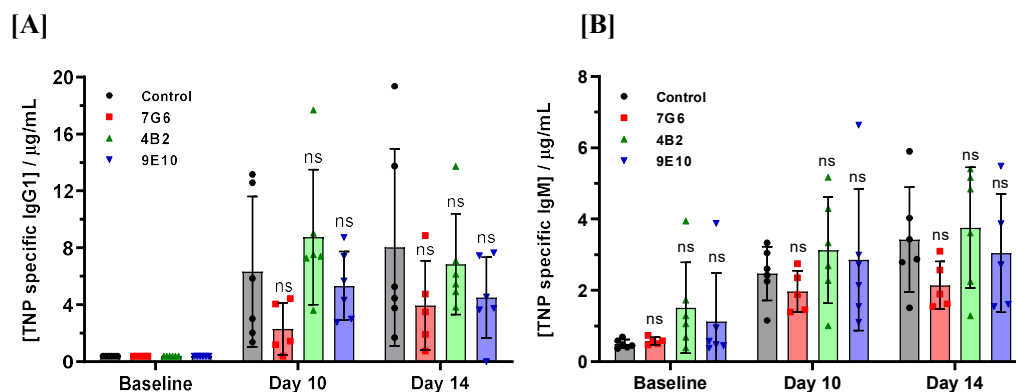 [A]
[TNP specific IgG1] / µg/mL
20
16
12
8
4
0
Control
7G6
4B2
9E10
ns
ns
ns
ns
ns
ns
Baseline
Day 10
Day 14
[B]
[TNP specific IgM] / µg/mL
8
6
4
2
0
Control
7G6
4B2
9E10
ns
ns
ns
ns
ns
ns
ns
ns
ns
Baseline
Day 10
Day 14